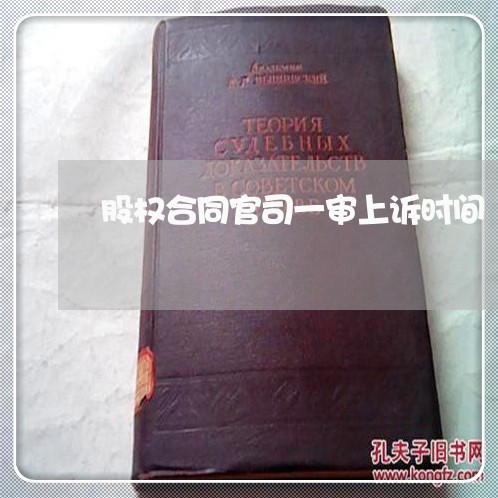 Академик
А.Я. ВЫШИНСКИЙ
ТЕОРИЯ
СУДЕБНЫХ
ДОКАЗАТЕЛЬСТВ
В СОВЕТСКОМ
股权合同官司一审上诉时间
孔夫子旧书网
kongfz.com